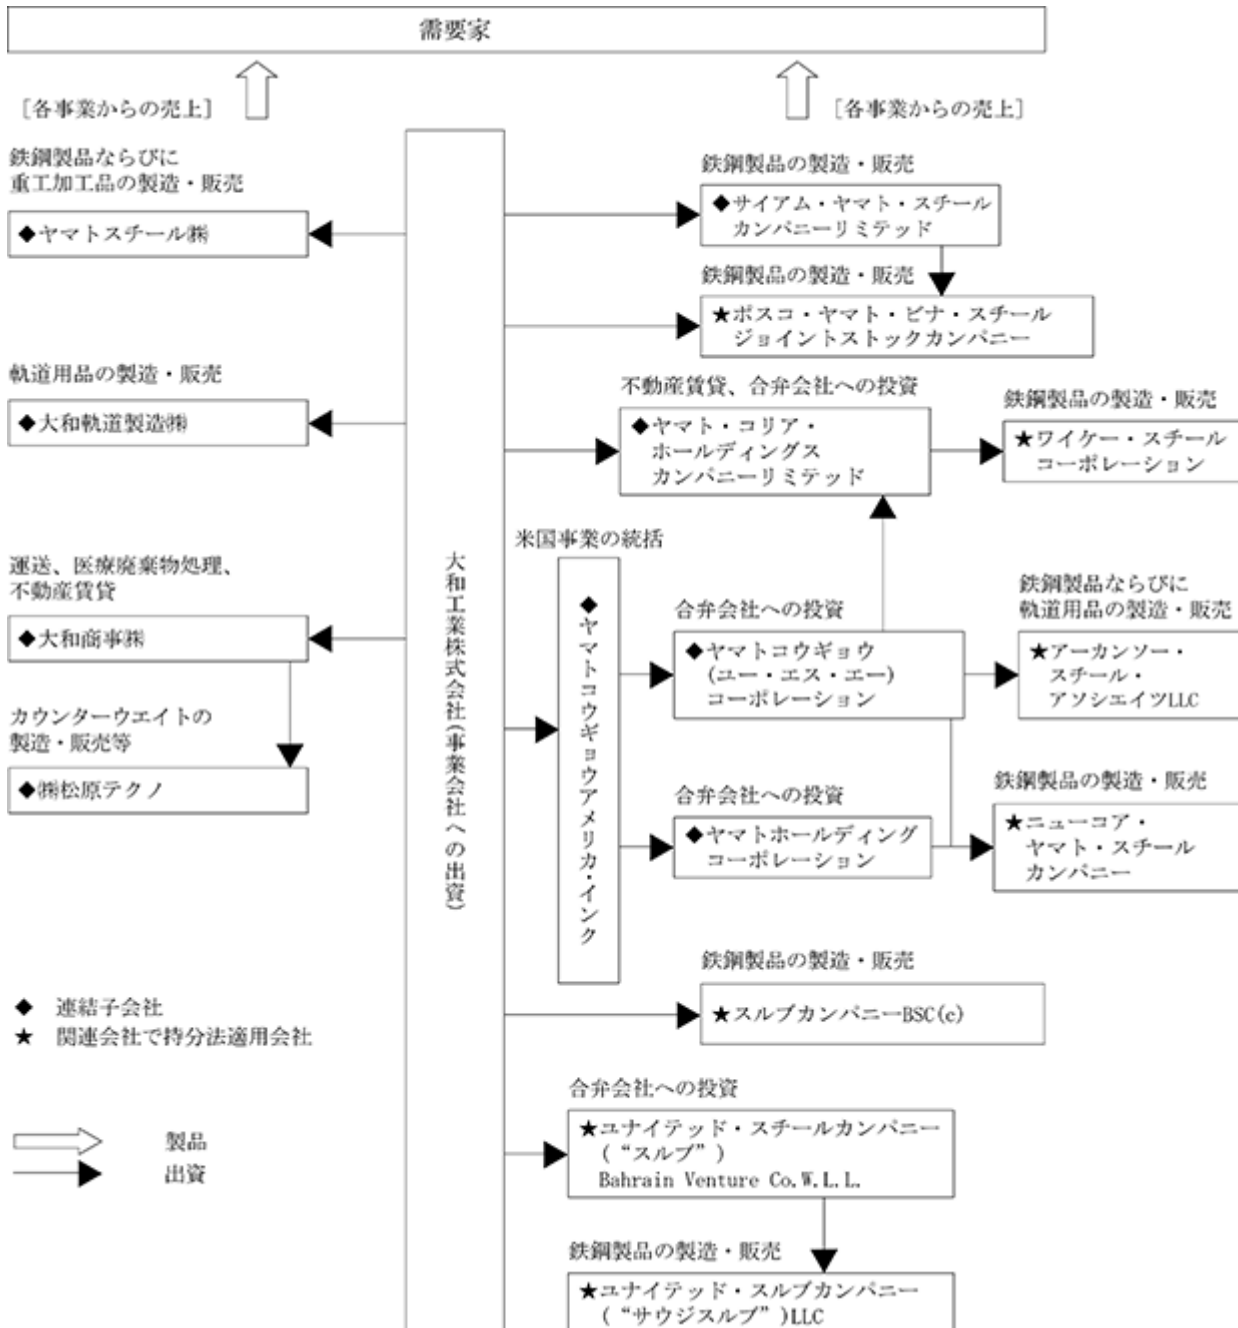 需要家
［各事業からの売上］
［各事業からの売上］
鉄鋼製品ならびに
重工加工品の製造・販売
◆ヤマトスチール㈱
軌道用品の製造・販売
◆大和軌道製造㈱
運送、医療廃棄物処理、
不動産賃貸
◆大和商事㈱
カウンターウエイトの
製造・販売等
◆㈱松原テクノ
◆ 連結子会社
★ 関連会社で持分法適用会社
製品
出資
大和工業株式会社(事業会社への出資)
鉄鋼製品の製造・販売
◆サイアム・ヤマト・スチール
カンパニーリミテッド
鉄鋼製品の製造・販売
★ポスコ・ヤマト・ビナ・スチール
ジョイントストックカンパニー
不動産賃貸、合弁会社への投資
◆ヤマト・コリア・
ホールディングス
カンパニーリミテッド
鉄鋼製品の製造・販売
★ワイケー・スチール
コーポレーション
米国事業の統括
◆ヤマトコウギョウアメリカ・インク
合弁会社への投資
◆ヤマトコウギョウ
(ユー・エス・エー)
コーポレーション
鉄鋼製品ならびに
軌道用品の製造・販売
★アーカンソー・
スチール・
アソシエイツLLC
合弁会社への投資
◆ヤマトホールディング
コーポレーション
鉄鋼製品の製造・販売
★ニューコア・
ヤマト・スチール
カンパニー
鉄鋼製品の製造・販売
★スルブカンパニーBSC(c)
合弁会社への投資
★ユナイテッド・スチールカンパニー
(“スルブ”)
Bahrain Venture Co.W.L.L.
鉄鋼製品の製造・販売
★ユナイテッド・スルブカンパニー
(“サウジスルブ”)LLC